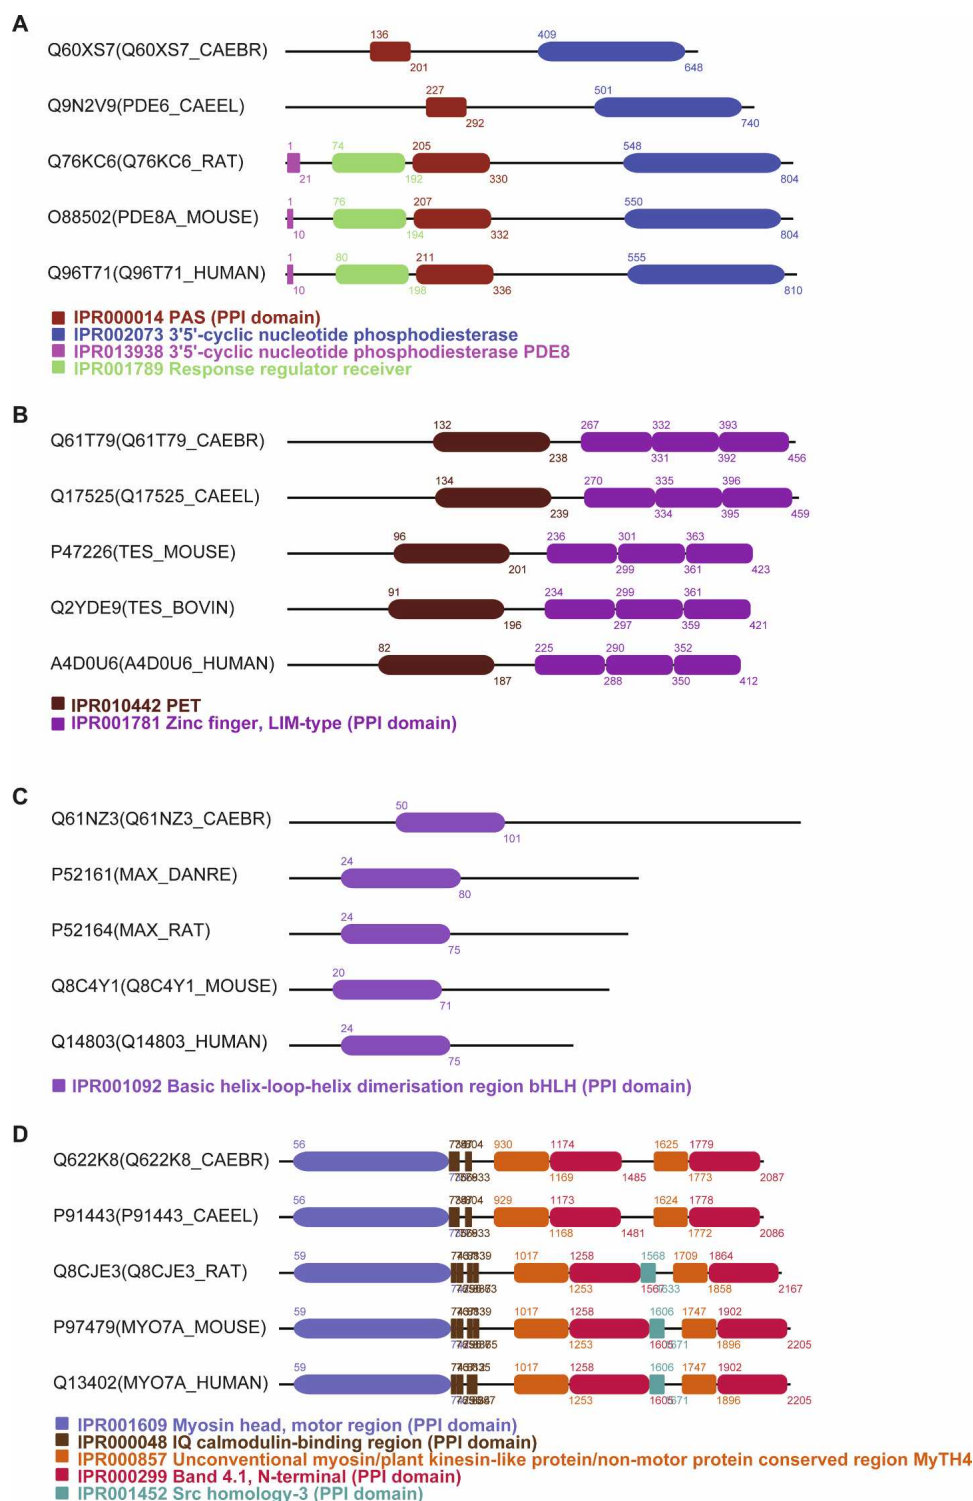 A
Q60XS7(Q60XS7_CAEBR) 136 201 409 648
Q9N2V9(PDE6_CAEEL) 227 292 501 740
Q76KC6(Q76KC6_RAT) 1 21 74 192 205 330 548 804
O88502(PDE8A_MOUSE) 1 10 76 194 207 332 550 804
Q96T71(Q96T71_HUMAN) 1 10 80 198 211 336 555 810
IPR000014 PAS (PPI domain)
IPR002073 3'5'-cyclic nucleotide phosphodiesterase
IPR013938 3'5'-cyclic nucleotide phosphodiesterase PDE8
IPR001789 Response regulator receiver
B
Q61T79(Q61T79_CAEBR) 132 238 267 331 332 392 393 456
Q17525(Q17525_CAEEL) 134 239 270 334 335 395 396 459
P47226(TES_MOUSE) 96 201 236 299 301 361 363 423
Q2YDE9(TES_BOVIN) 91 196 234 297 299 359 361 421
A4D0U6(A4D0U6_HUMAN) 82 187 225 288 290 350 352 412
IPR010442 PET
IPR001781 Zinc finger, LIM-type (PPI domain)
C
Q61NZ3(Q61NZ3_CAEBR) 50 101
P52161(MAX_DANRE) 24 80
P52164(MAX_RAT) 24 75
Q8C4Y1(Q8C4Y1_MOUSE) 20 71
Q14803(Q14803_HUMAN) 24 75
IPR001092 Basic helix-loop-helix dimerisation region bHLH (PPI domain)
D
Q622K8(Q622K8_CAEBR) 56 930 1169 1174 1485 1625 1773 1779 2087
P91443(P91443_CAEEL) 56 929 1168 1173 1481 1624 1772 1778 2086
Q8CJE3(Q8CJE3_RAT) 59 1017 1253 1258 1567 1568 1633 1709 1858 1864 2167
P97479(MYO7A_MOUSE) 59 1017 1253 1258 1605 1606 1671 1747 1896 1902 2205
Q13402(MYO7A_HUMAN) 59 1017 1253 1258 1605 1606 1671 1747 1896 1902 2205
IPR001609 Myosin head, motor region (PPI domain)
IPR000048 IQ calmodulin-binding region (PPI domain)
IPR000857 Unconventional myosin/plant kinesin-like protein/non-motor protein conserved region MyTH4
IPR000299 Band 4.1, N-terminal (PPI domain)
IPR001452 Src homology-3 (PPI domain)